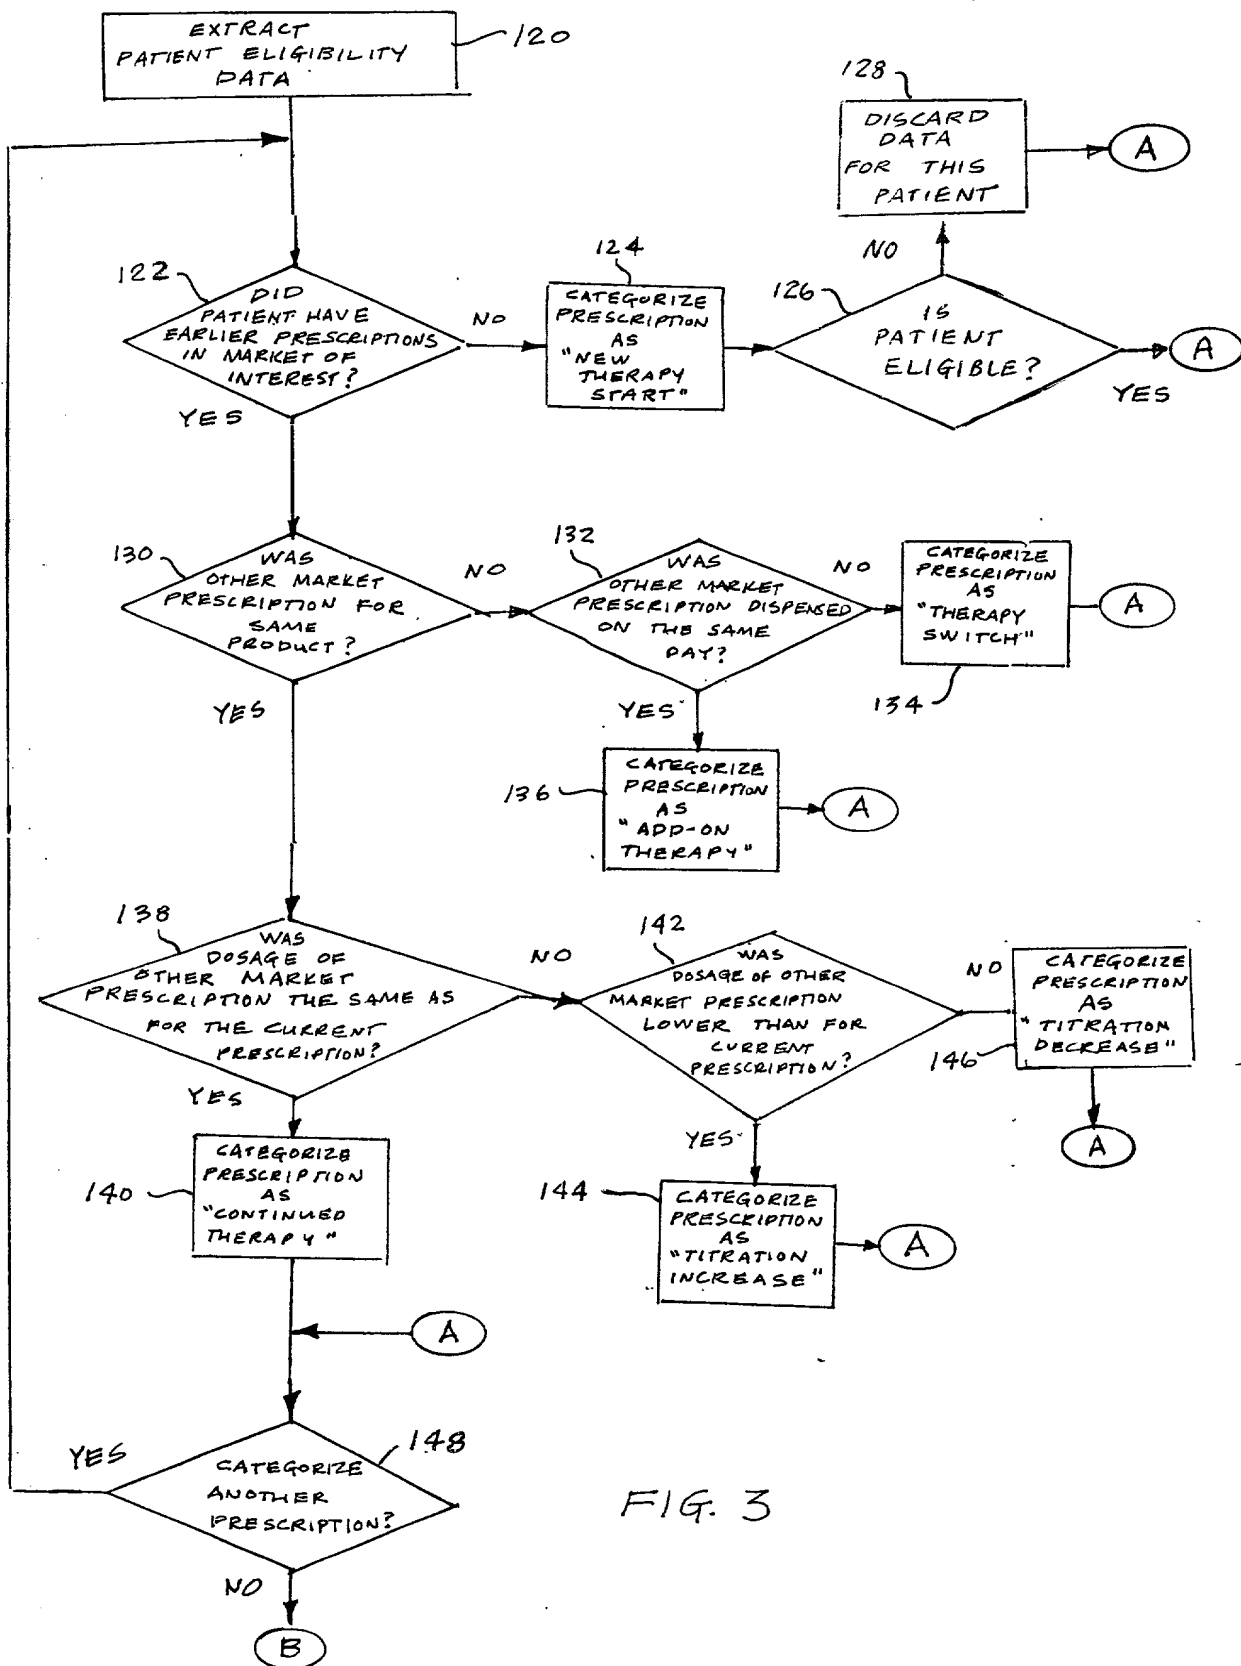 EXTRACT
PATIENT ELIGIBILITY
DATA
120
128
DISCARD
DATA
FOR THIS
PATIENT
A
NO
122
DID
PATIENT HAVE
EARLIER PRESCRIPTIONS
IN MARKET OF
INTEREST?
NO
124
CATEGORIZE
PRESCRIPTION
AS
"NEW
THERAPY
START"
126
IS
PATIENT
ELIGIBLE?
A
YES
YES
130
WAS
OTHER MARKET
PRESCRIPTION FOR
SAME
PRODUCT?
NO
132
WAS
OTHER MARKET
PRESCRIPTION DISPENSED
ON THE SAME
DAY?
NO
CATEGORIZE
PRESCRIPTION
AS
"THERAPY
SWITCH"
A
134
YES
YES
136
CATEGORIZE
PRESCRIPTION
AS
"ADD-ON
THERAPY"
A
138
WAS
DOSAGE OF
OTHER MARKET
PRESCRIPTION THE SAME AS
FOR THE CURRENT
PRESCRIPTION?
NO
142
WAS
DOSAGE OF OTHER
MARKET PRESCRIPTION
LOWER THAN FOR
CURRENT
PRESCRIPTION?
NO
CATEGORIZE
PRESCRIPTION
AS
"TITRATION
DECREASE"
146
A
YES
YES
140
CATEGORIZE
PRESCRIPTION
AS
"CONTINUED
THERAPY"
144
CATEGORIZE
PRESCRIPTION
AS
"TITRATION
INCREASE"
A
A
YES
148
CATEGORIZE
ANOTHER
PRESCRIPTION?
NO
B
FIG. 3